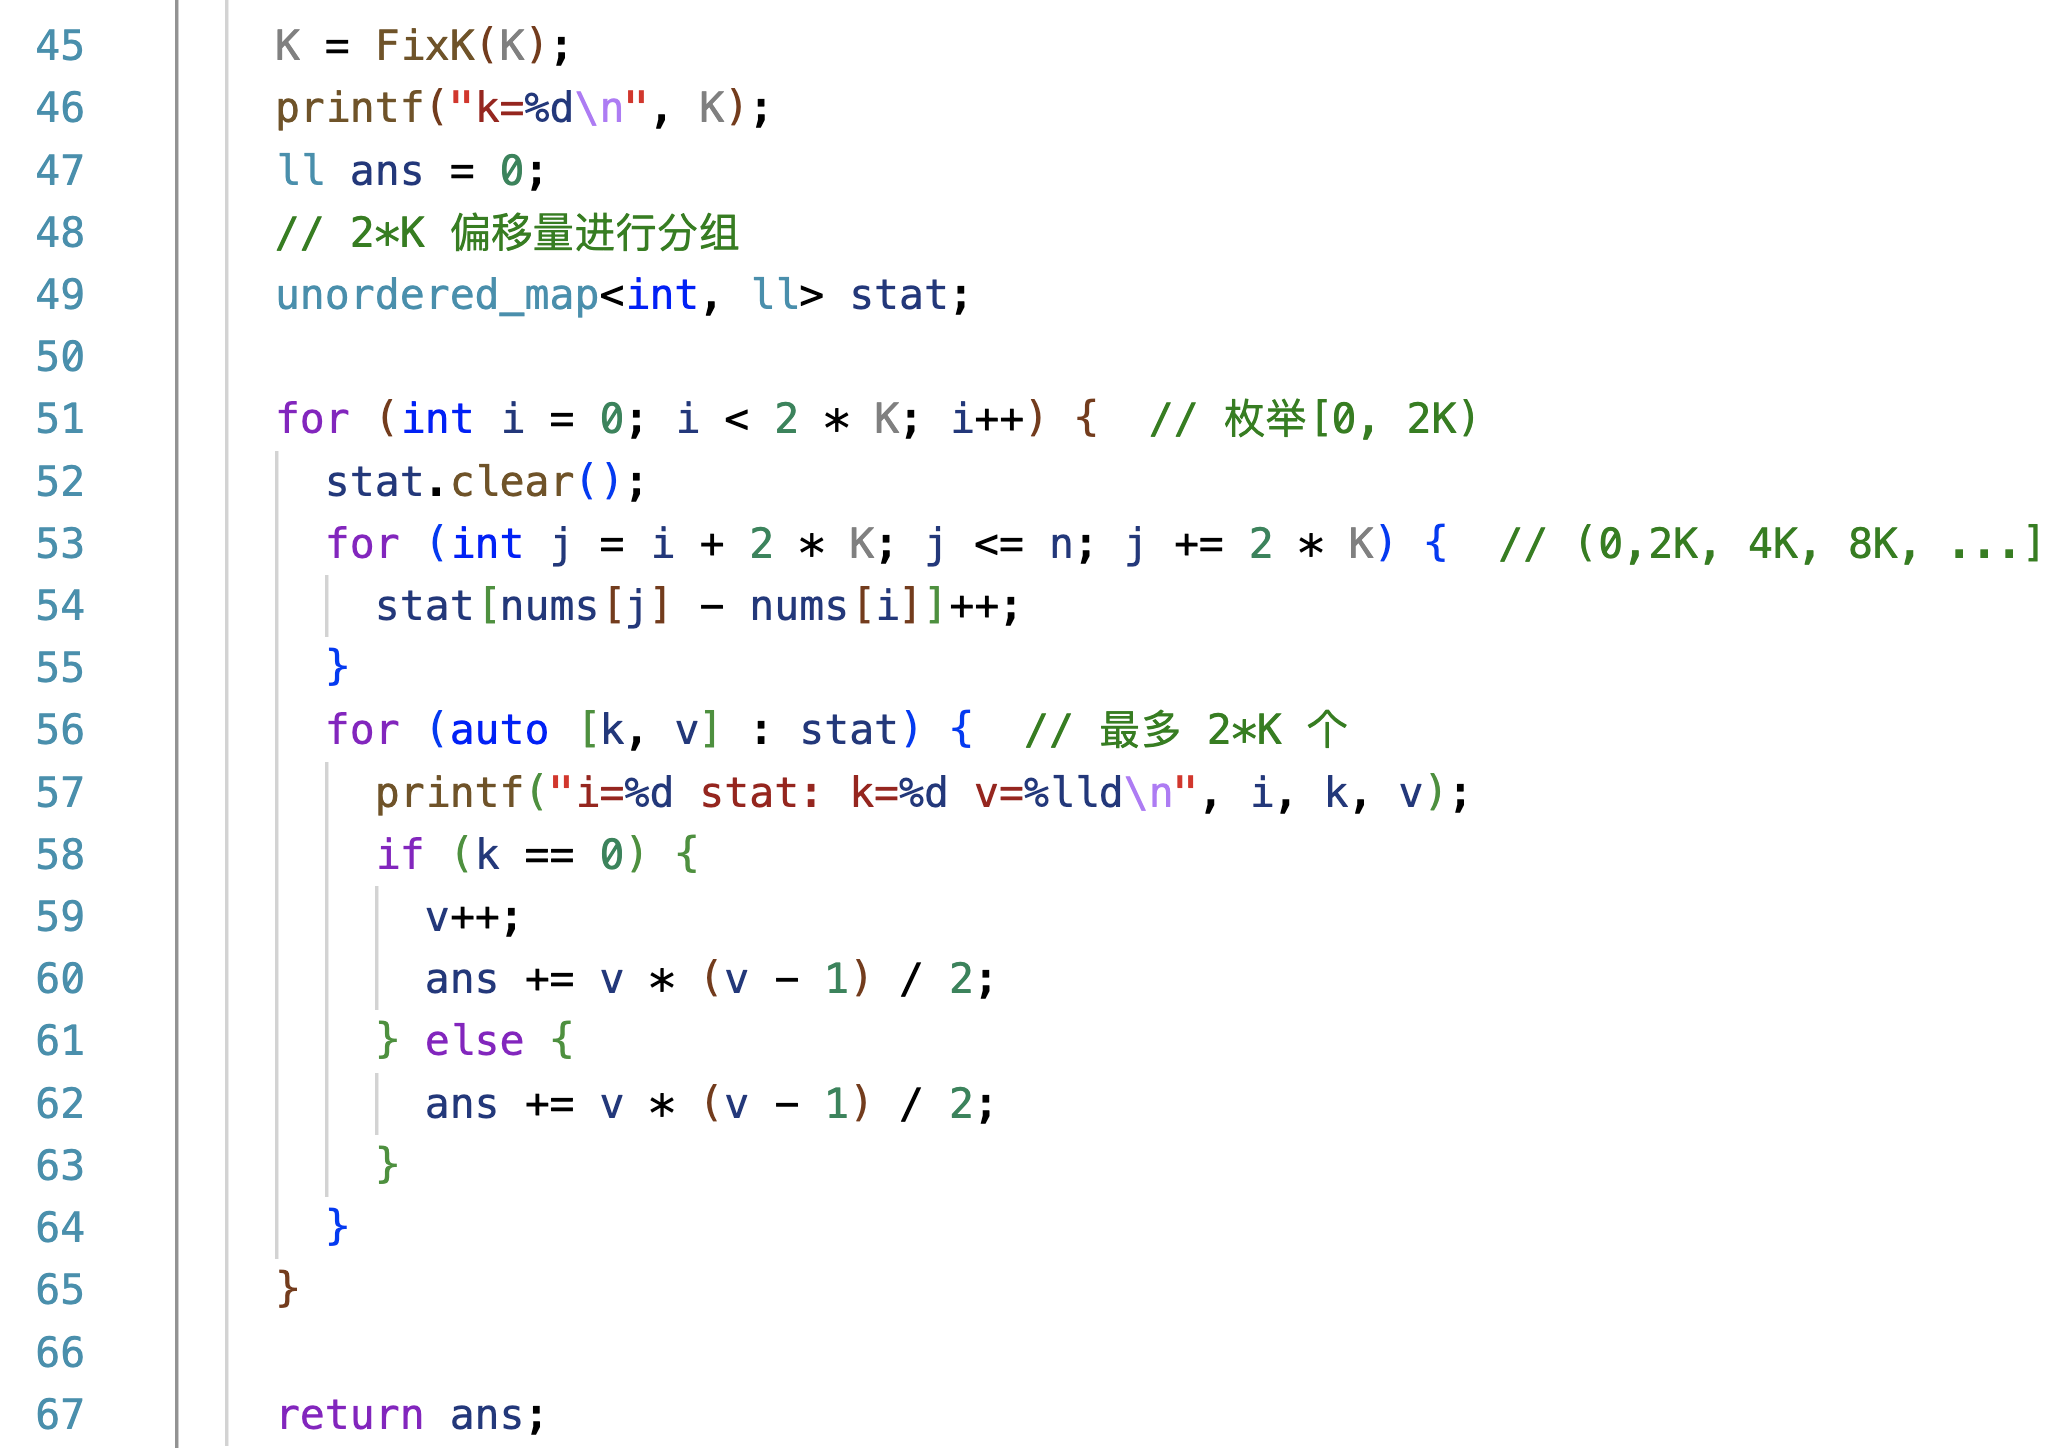 45 K = FixK(K);
46 printf("k=%d\n", K);
47 ll ans = 0;
48 // 2*K 偏移量进行分组
49 unordered_map<int, ll> stat;
50
51 for (int i = 0; i < 2 * K; i++) {  // 枚举[0, 2K)
52   stat.clear();
53   for (int j = i + 2 * K; j <= n; j += 2 * K) {  // (0,2K, 4K, 8K, ...]
54     stat[nums[j] - nums[i]]++;
55   }
56   for (auto [k, v] : stat) {  // 最多 2*K 个
57     printf("i=%d stat: k=%d v=%lld\n", i, k, v);
58     if (k == 0) {
59       v++;
60       ans += v * (v - 1) / 2;
61     } else {
62       ans += v * (v - 1) / 2;
63     }
64   }
65 }
66
67 return ans;